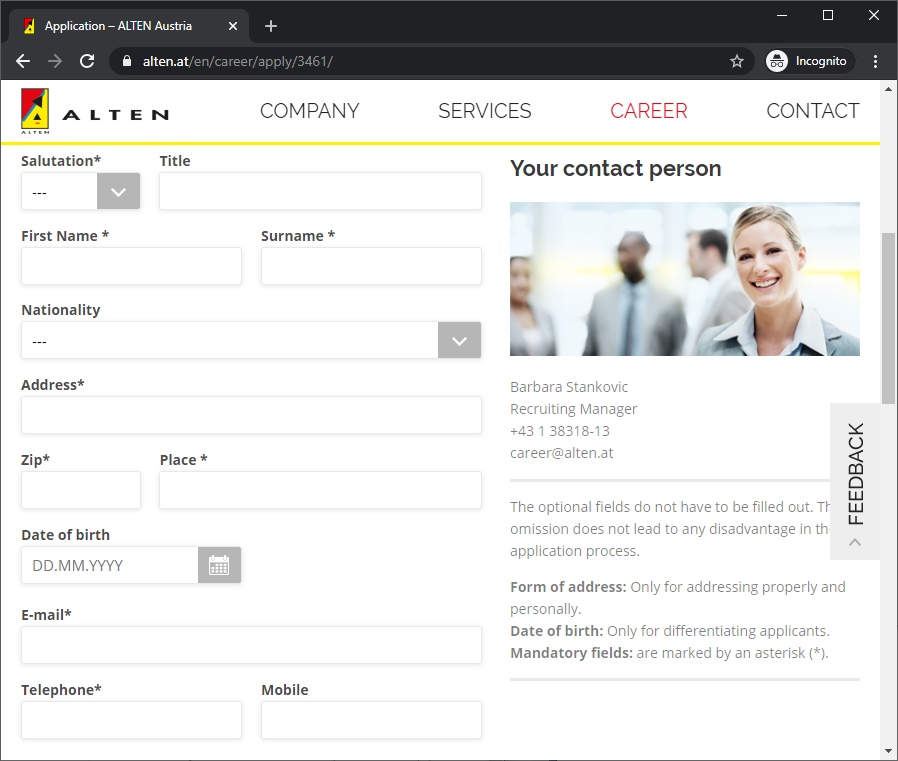 Application – ALTEN Austria
alten.at/en/career/apply/3461/
Incognito
ALTEN
ALTEN
COMPANY
SERVICES
CAREER
CONTACT
Salutation*
Title
---
First Name *
Surname *
Nationality
---
Address*
Zip*
Place *
Date of birth
DD.MM.YYYY
E-mail*
Telephone*
Mobile
Your contact person
Barbara Stankovic
Recruiting Manager
+43 1 38318-13
career@alten.at
The optional fields do not have to be filled out.
omission does not lead to any disadvantage in the
application process.
Form of address: Only for addressing properly and
personally.
Date of birth: Only for differentiating applicants.
Mandatory fields: are marked by an asterisk (*).
FEEDBACK